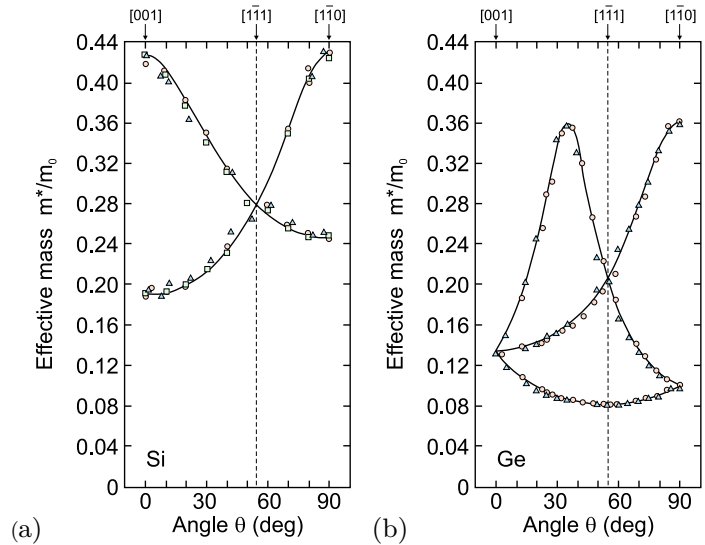 [001] [11̄1] [11̄0]
0.44
0.40
0.36
0.32
0.28
0.24
0.20
0.16
0.12
0.08
0.04
0
Effective mass m*/m₀
Si
0 30 60 90
Angle θ (deg)
(a)
[001] [11̄1] [11̄0]
0.44
0.40
0.36
0.32
0.28
0.24
0.20
0.16
0.12
0.08
0.04
0
Effective mass m*/m₀
Ge
0 30 60 90
Angle θ (deg)
(b)